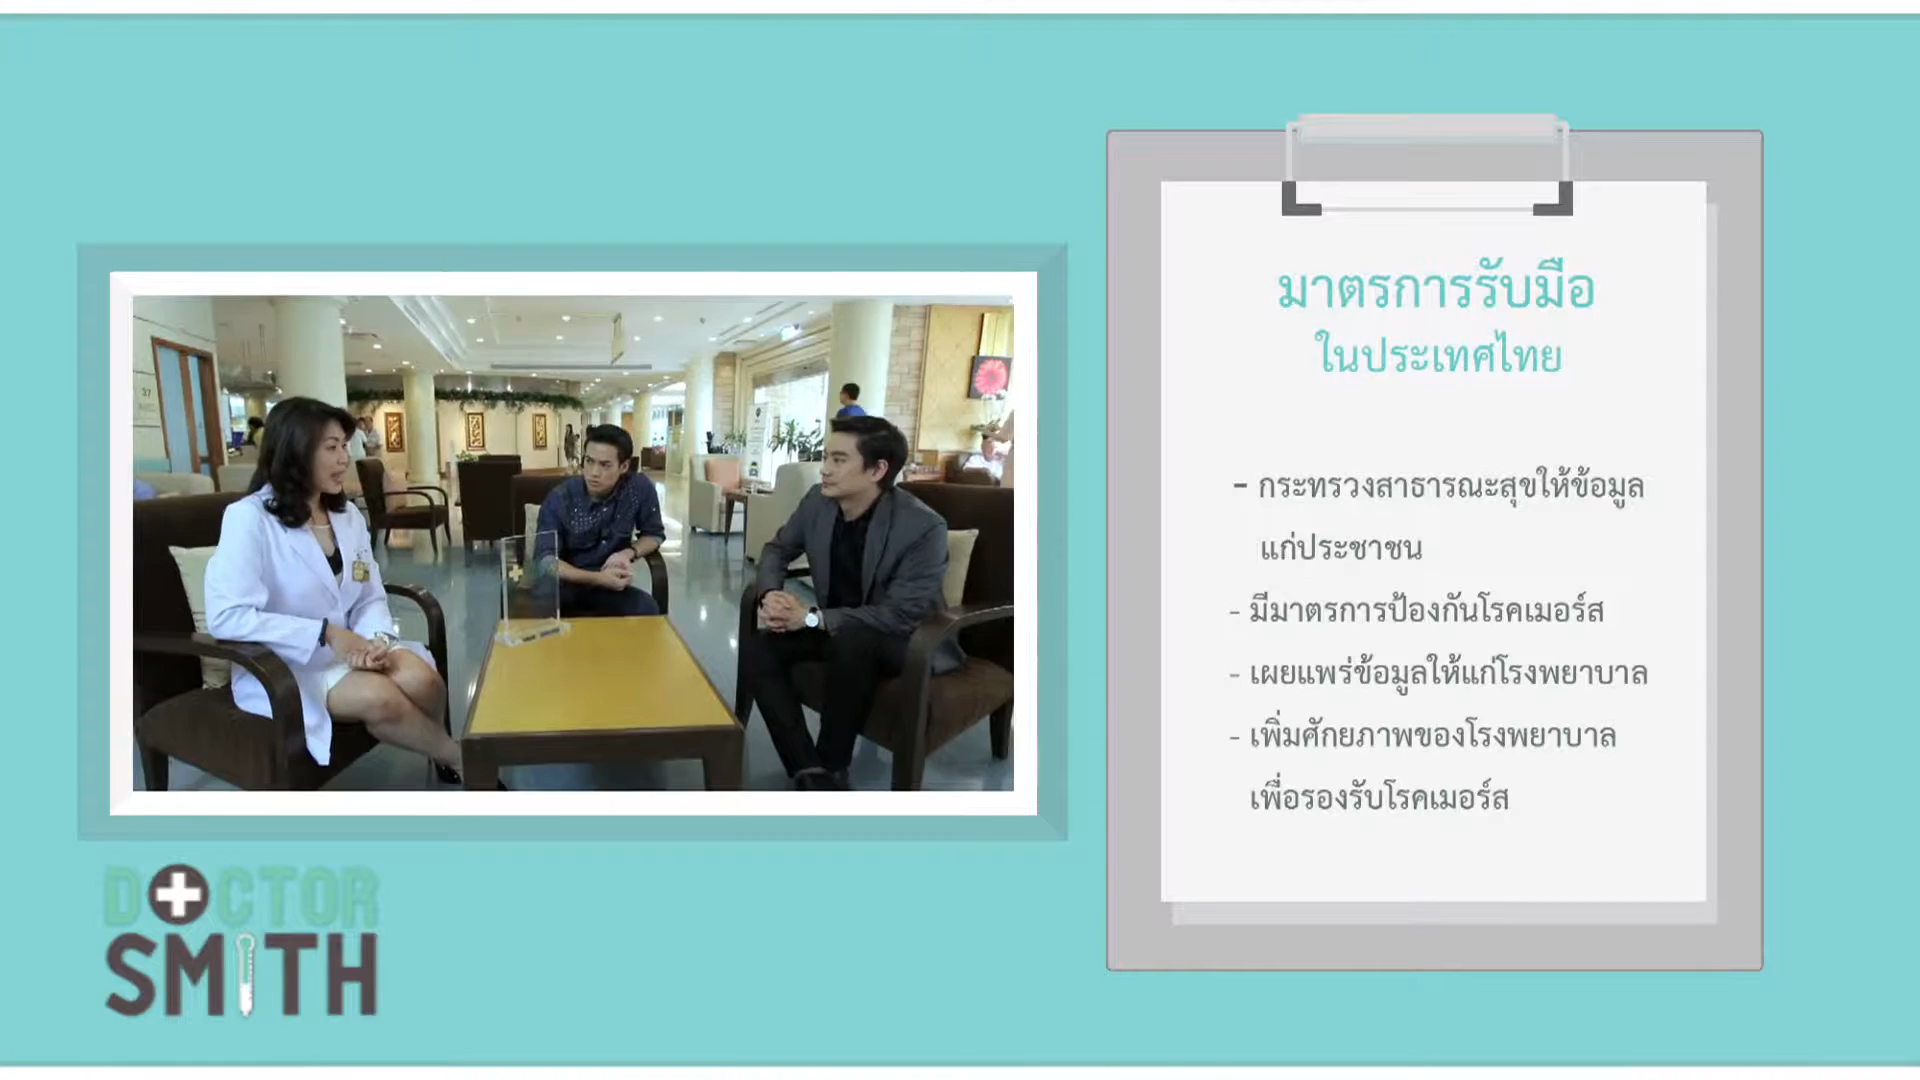 37
DOCTOR
SMITH
มาตรการรับมือ
ในประเทศไทย
- กระทรวงสาธารณะสุขให้ข้อมูล
แก่ประชาชน
- มีมาตรการป้องกันโรคเมอร์ส
- เผยแพร่ข้อมูลให้แก่โรงพยาบาล
- เพิ่มศักยภาพของโรงพยาบาล
เพื่อรองรับโรคเมอร์ส